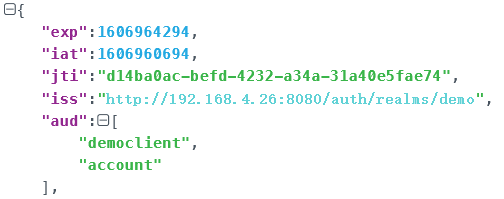 {
"exp":1606964294,
"iat":1606960694,
"jti":"d14ba0ac-befd-4232-a34a-31a40e5fae74",
"iss":"http://192.168.4.26:8080/auth/realms/demo",
"aud":[
"democlient",
"account"
],